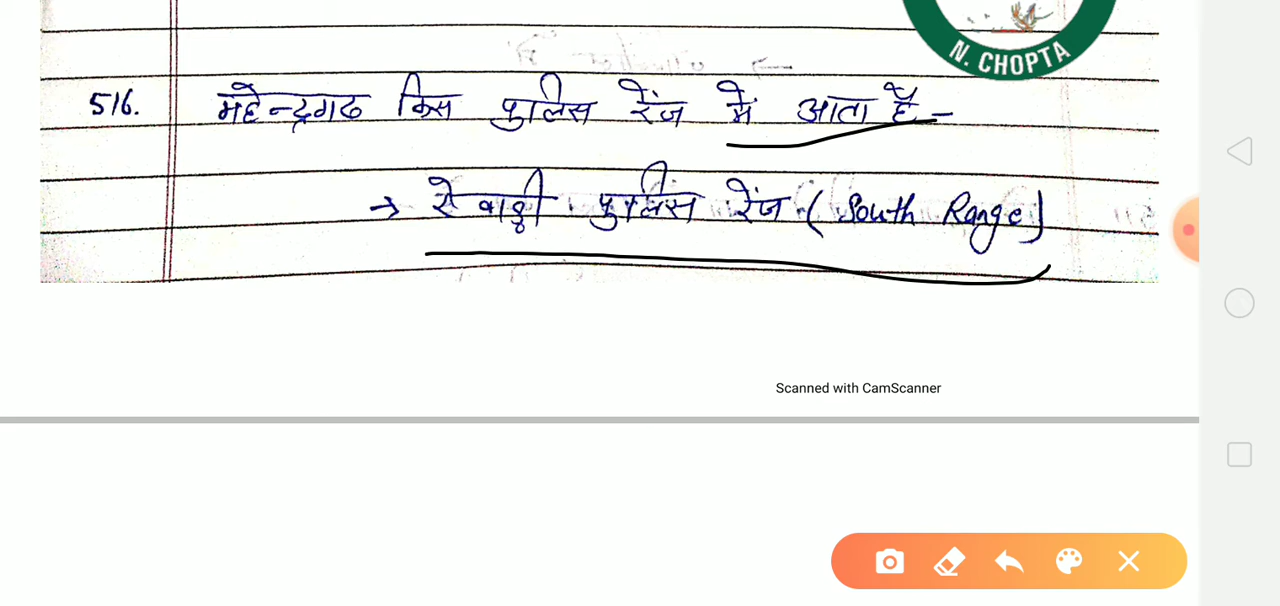 N. CHOPTA
516. महेन्द्रगढ किस पुलिस रेंज में आता है -
→ रेवाड़ी पुलिस रेंज (South Range)
Scanned with CamScanner